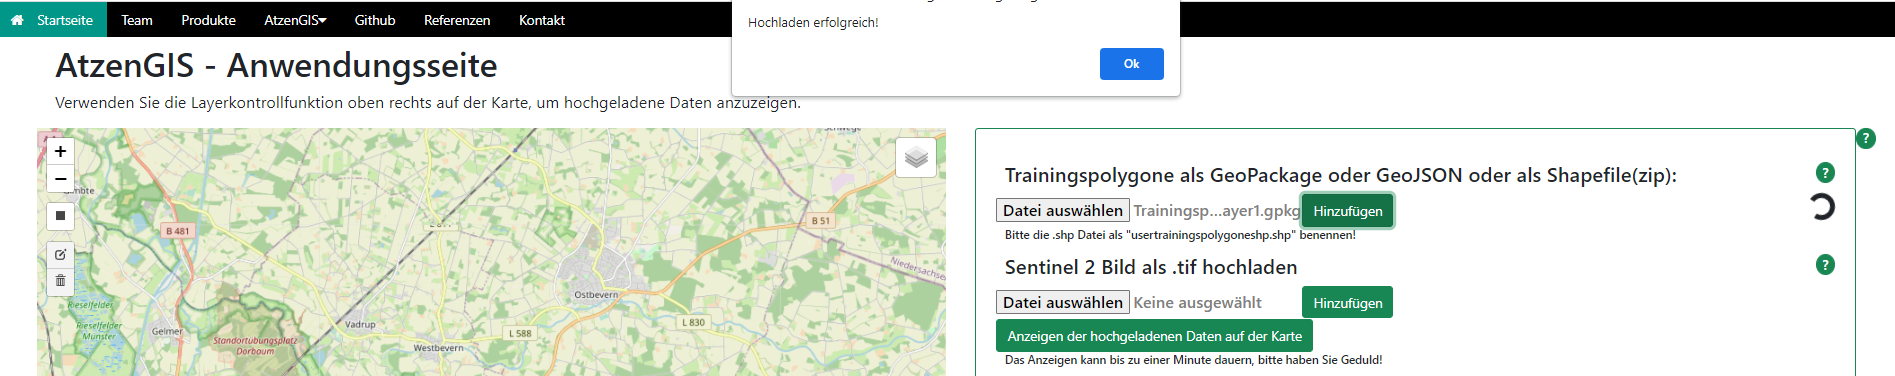 Startseite Team Produkte AtzenGIS Github Referenzen Kontakt
Hochladen erfolgreich!
Ok
AtzenGIS - Anwendungsseite
Verwenden Sie die Layerkontrollfunktion oben rechts auf der Karte, um hochgeladene Daten anzuzeigen.
+
−
B 481
B 51
Niedersachsen
Ostbevern
Rieselfelder
Münster
Rieselfelder
Münster
Gelmer
Vadrup
L 588
L 830
Standortübungsplatz
Dorbaum
Westbevern
?
Trainingspolygone als GeoPackage oder GeoJSON oder als Shapefile(zip):
?
Datei auswählen Trainingsp...ayer1.gpkg Hinzufügen
Bitte die .shp Datei als "usertrainingspolygoneshp.shp" benennen!
Sentinel 2 Bild als .tif hochladen
?
Datei auswählen Keine ausgewählt Hinzufügen
Anzeigen der hochgeladenen Daten auf der Karte
Das Anzeigen kann bis zu einer Minute dauern, bitte haben Sie Geduld!